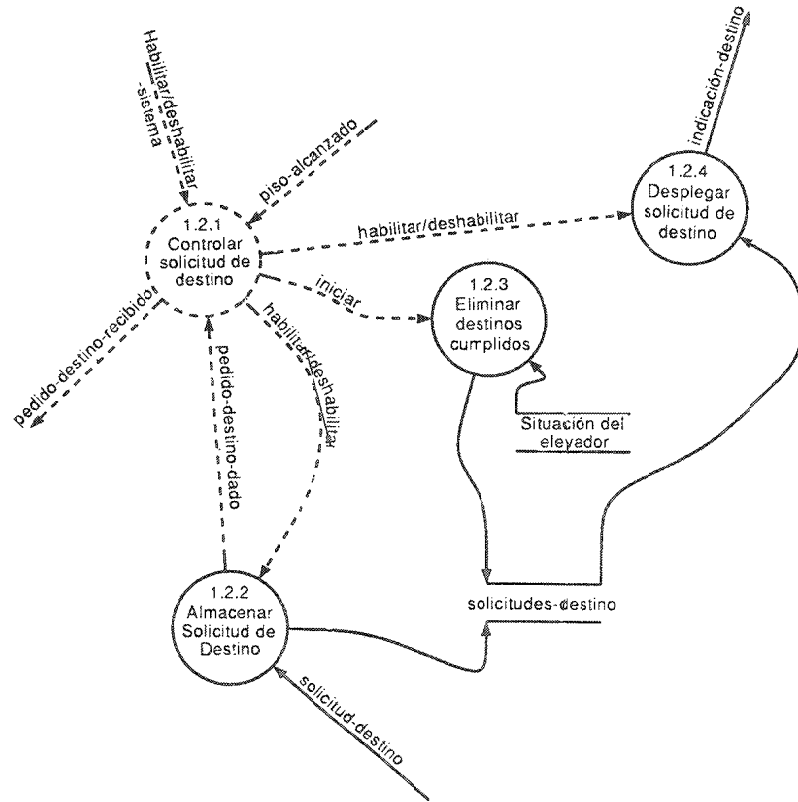 Habilitar/deshabilitar
-sistema
piso-alcanzado
indicación-destino
1.2.4
Desplegar
solicitud de
destino
1.2.1
Controlar
solicitud de
destino
habilitar/deshabilitar
iniciar
1.2.3
Eliminar
destinos
cumplidos
pedido-destino-recibido
pedido-destino-dado
habilitar/deshabilitar
Situación del
elevador
solicitudes-destino
1.2.2
Almacenar
Solicitud de
Destino
solicitud-destino